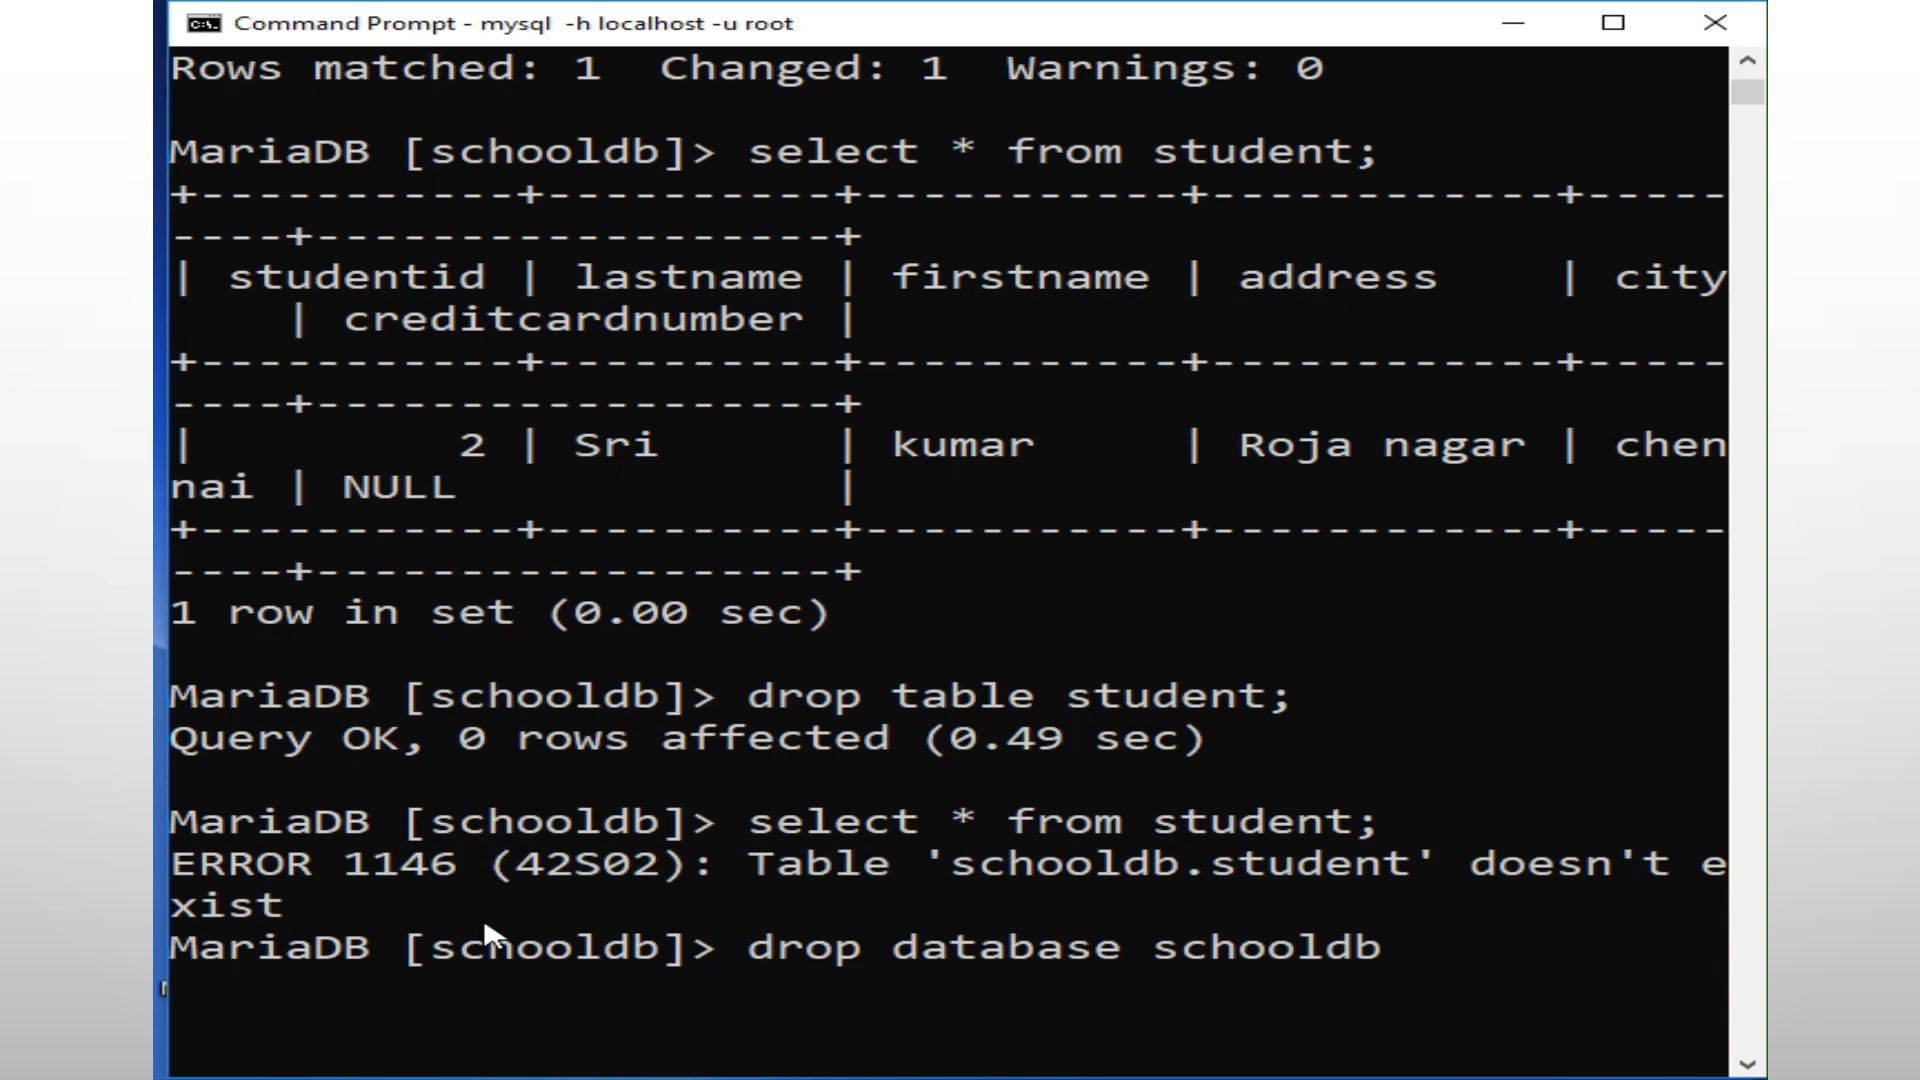 Command Prompt - mysql -h localhost -u root
Rows matched: 1  Changed: 1  Warnings: 0
MariaDB [schooldb]> select * from student;
+-----------+----------+-----------+------------+-----
----+------------------+
| studentid | lastname | firstname | address    | city
    | creditcardnumber |
+-----------+----------+-----------+------------+-----
----+------------------+
|         2 | Sri      | kumar     | Roja nagar | chen
nai | NULL             |
+-----------+----------+-----------+------------+-----
----+------------------+
1 row in set (0.00 sec)
MariaDB [schooldb]> drop table student;
Query OK, 0 rows affected (0.49 sec)
MariaDB [schooldb]> select * from student;
ERROR 1146 (42S02): Table 'schooldb.student' doesn't e
xist
MariaDB [schooldb]> drop database schooldb